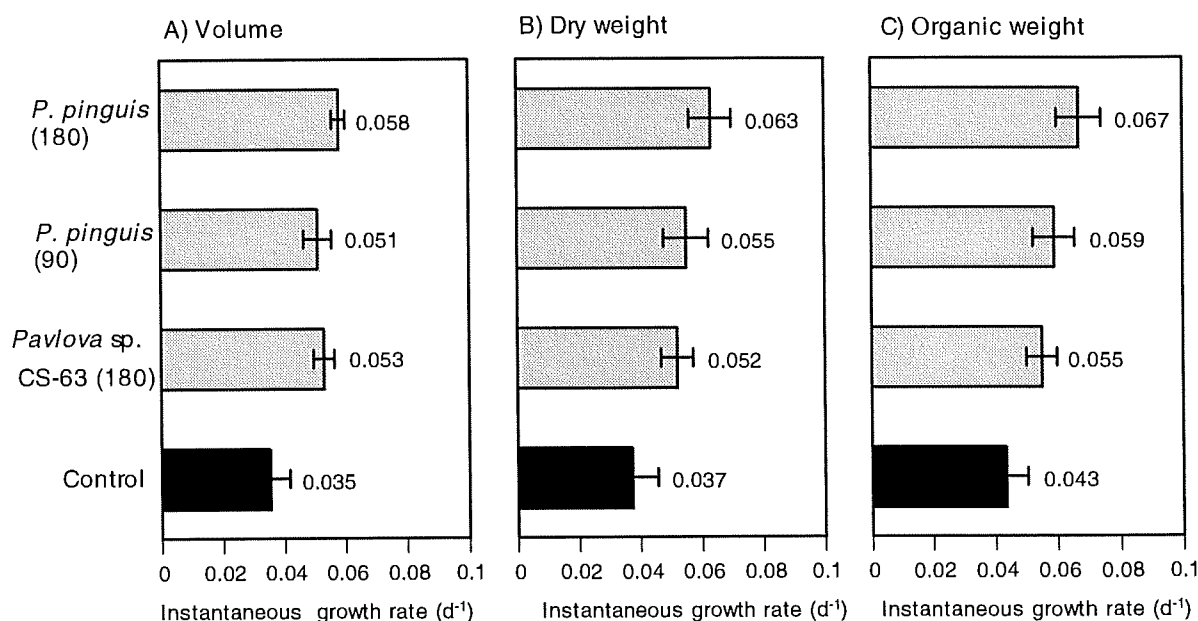 A) Volume
B) Dry weight
C) Organic weight
P. pinguis
(180)
0.058
0.063
0.067
P. pinguis
(90)
0.051
0.055
0.059
Pavlova sp.
CS-63 (180)
0.053
0.052
0.055
Control
0.035
0.037
0.043
0 0.02 0.04 0.06 0.08 0.1
0 0.02 0.04 0.06 0.08 0.1
0 0.02 0.04 0.06 0.08 0.1
Instantaneous growth rate (d⁻¹)
Instantaneous growth rate (d⁻¹)
Instantaneous growth rate (d⁻¹)